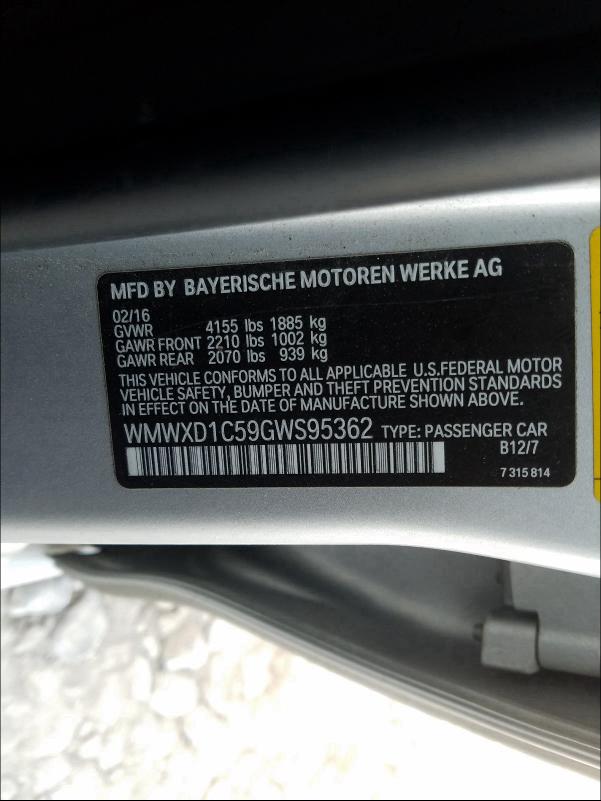 MFD BY BAYERISCHE MOTOREN WERKE AG
02/16
GVWR 4155 lbs 1885 kg
GAWR FRONT 2210 lbs 1002 kg
GAWR REAR 2070 lbs 939 kg
THIS VEHICLE CONFORMS TO ALL APPLICABLE U.S.FEDERAL MOTOR
VEHICLE SAFETY, BUMPER AND THEFT PREVENTION STANDARDS
IN EFFECT ON THE DATE OF MANUFACTURE SHOWN ABOVE.
WMWXD1C59GWS95362 TYPE: PASSENGER CAR
B12/7
7 315 814